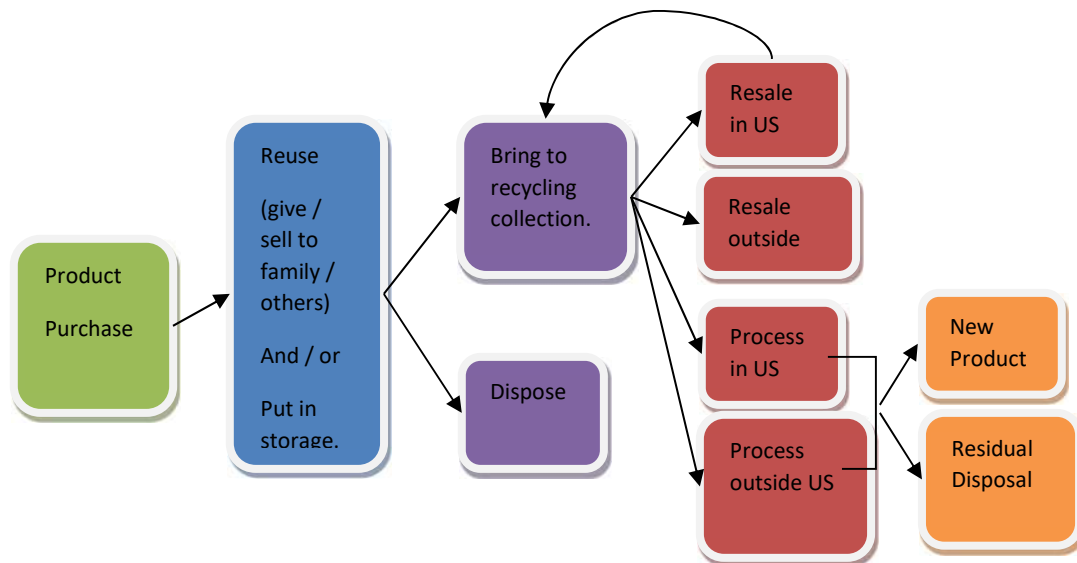 Product
Purchase
Reuse
(give /
sell to
family /
others)
And / or
Put in
storage.
Bring to
recycling
collection.
Dispose
Resale
in US
Resale
outside
Process
in US
Process
outside US
New
Product
Residual
Disposal